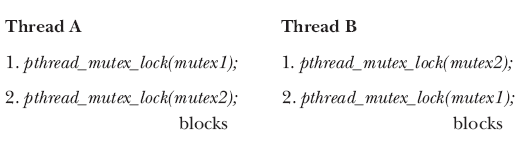 Thread A Thread B
1. pthread_mutex_lock(mutex1); 1. pthread_mutex_lock(mutex2);
2. pthread_mutex_lock(mutex2); 2. pthread_mutex_lock(mutex1);
blocks blocks